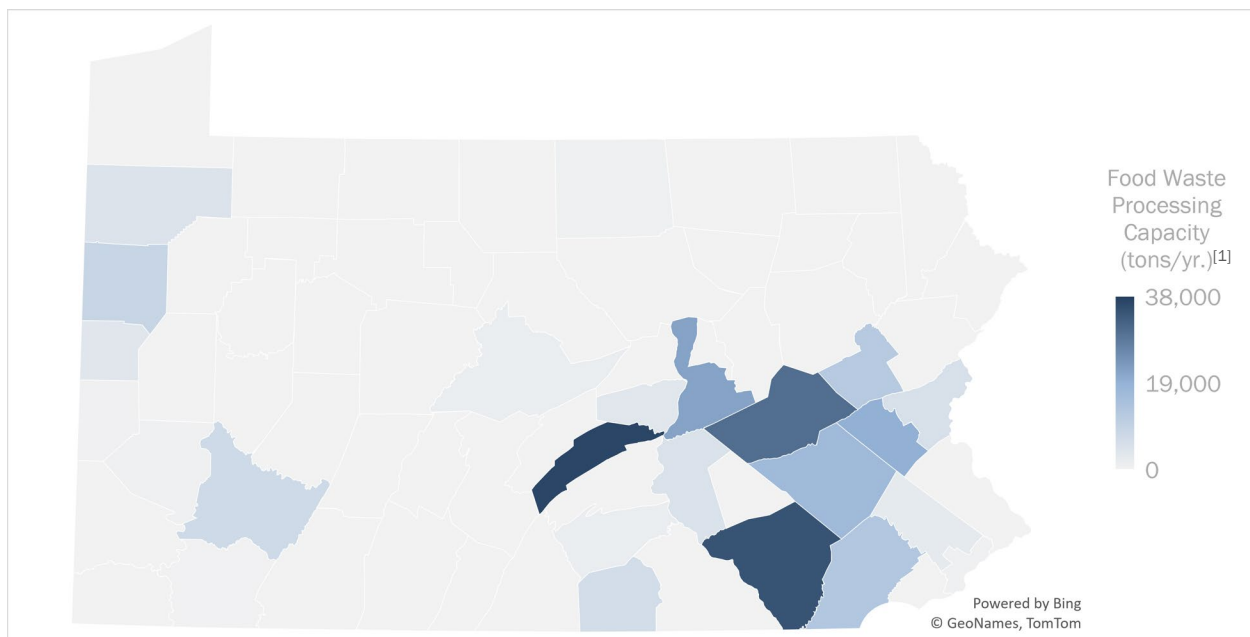 Food Waste
Processing
Capacity
(tons/yr.)[1]
38,000
19,000
0
Powered by Bing
© GeoNames, TomTom